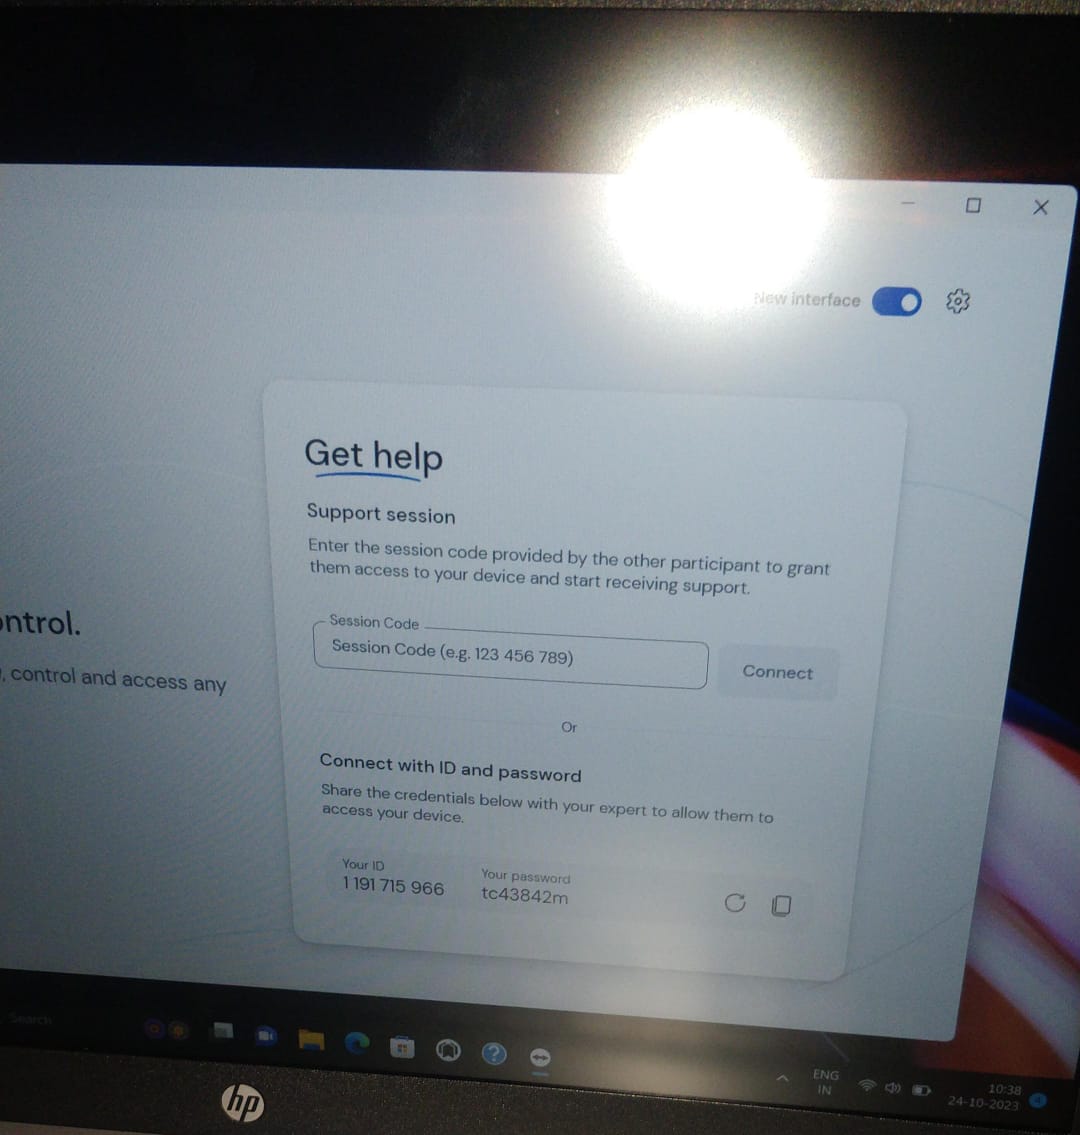 New interface
Get help
Support session
Enter the session code provided by the other participant to grant
them access to your device and start receiving support.
ontrol.
, control and access any
Session Code
Session Code (e.g. 123 456 789)
Connect
Or
Connect with ID and password
Share the credentials below with your expert to allow them to
access your device.
Your ID
1 191 715 966
Your password
tc43842m
Search
ENG
IN
10:38
24-10-2023
4
hp